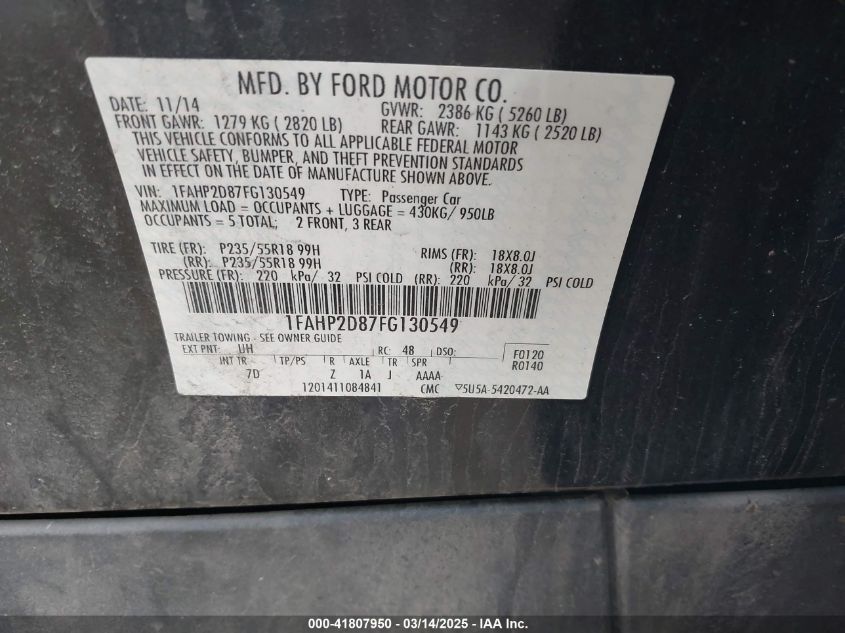 MFD. BY FORD MOTOR CO.
DATE: 11/14 GVWR: 2386 KG ( 5260 LB)
FRONT GAWR: 1279 KG ( 2820 LB) REAR GAWR: 1143 KG ( 2520 LB)
THIS VEHICLE CONFORMS TO ALL APPLICABLE FEDERAL MOTOR
VEHICLE SAFETY, BUMPER, AND THEFT PREVENTION STANDARDS
IN EFFECT ON THE DATE OF MANUFACTURE SHOWN ABOVE.
VIN: 1FAHP2D87FG130549 TYPE: Passenger Car
MAXIMUM LOAD = OCCUPANTS + LUGGAGE = 430KG/ 950LB
OCCUPANTS = 5 TOTAL; 2 FRONT, 3 REAR
TIRE (FR): P235/55R18 99H RIMS (FR): 18X8.0J
(RR): P235/55R18 99H (RR): 18X8.0J
PRESSURE (FR): 220 kPa/ 32 PSI COLD (RR): 220 kPa/ 32 PSI COLD
1FAHP2D87FG130549
TRAILER TOWING - SEE OWNER GUIDE
EXT PNT: UH RC: 48 DSO: F0120
INT TR TP/PS R AXLE TR SPR R0140
7D Z 1A J AAAA
1201411084841 CMC ▽5U5A-5420472-AA
000-41807950 - 03/14/2025 - IAA Inc.